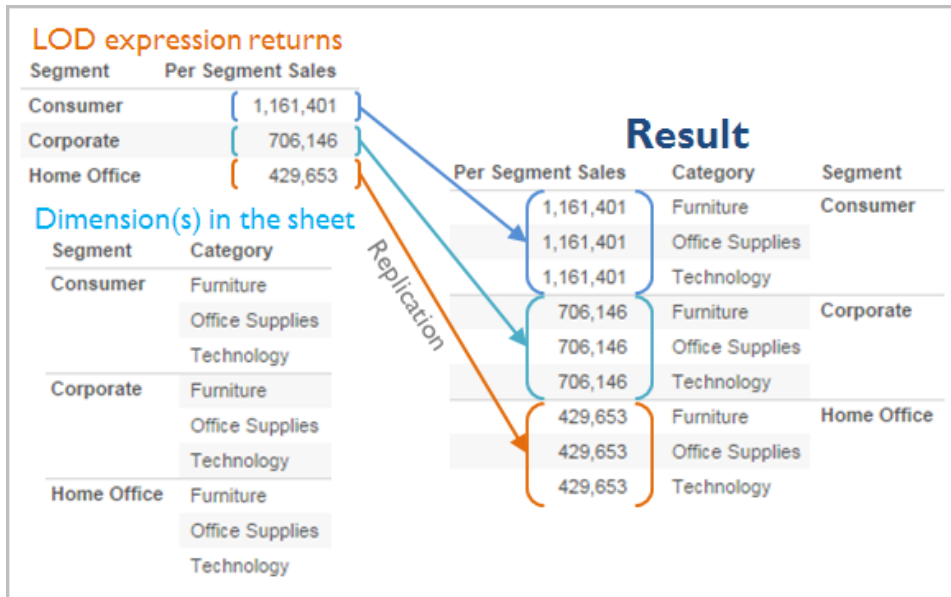 LOD expression returns
Segment Per Segment Sales
Consumer 1,161,401
Corporate 706,146
Home Office 429,653
Dimension(s) in the sheet
Segment Category
Consumer Furniture
Office Supplies
Technology
Corporate Furniture
Office Supplies
Technology
Home Office Furniture
Office Supplies
Technology
Replication
Result
Per Segment Sales Category Segment
1,161,401 Furniture Consumer
1,161,401 Office Supplies
1,161,401 Technology
706,146 Furniture Corporate
706,146 Office Supplies
706,146 Technology
429,653 Furniture Home Office
429,653 Office Supplies
429,653 Technology